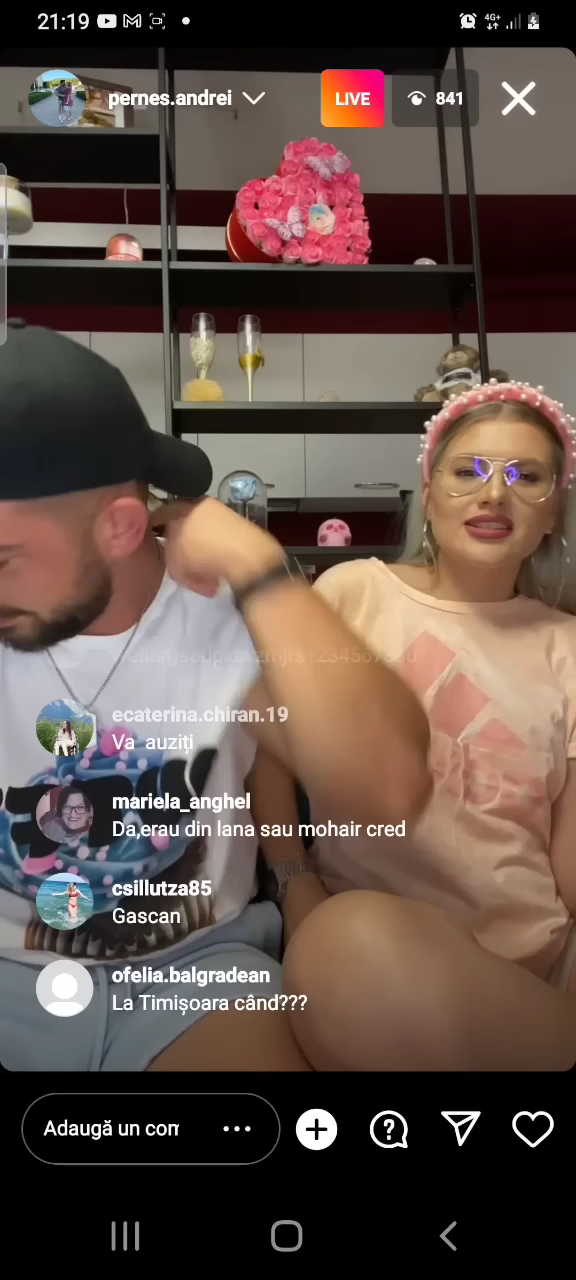 21:19
4G+
pernes.andrei
LIVE
841
ecaterina.chiran.19
Va auziți
mariela_anghel
Da,erau din lana sau mohair cred
csillutza85
Gascan
ofelia.balgradean
La Timișoara când???
Adaugă un com